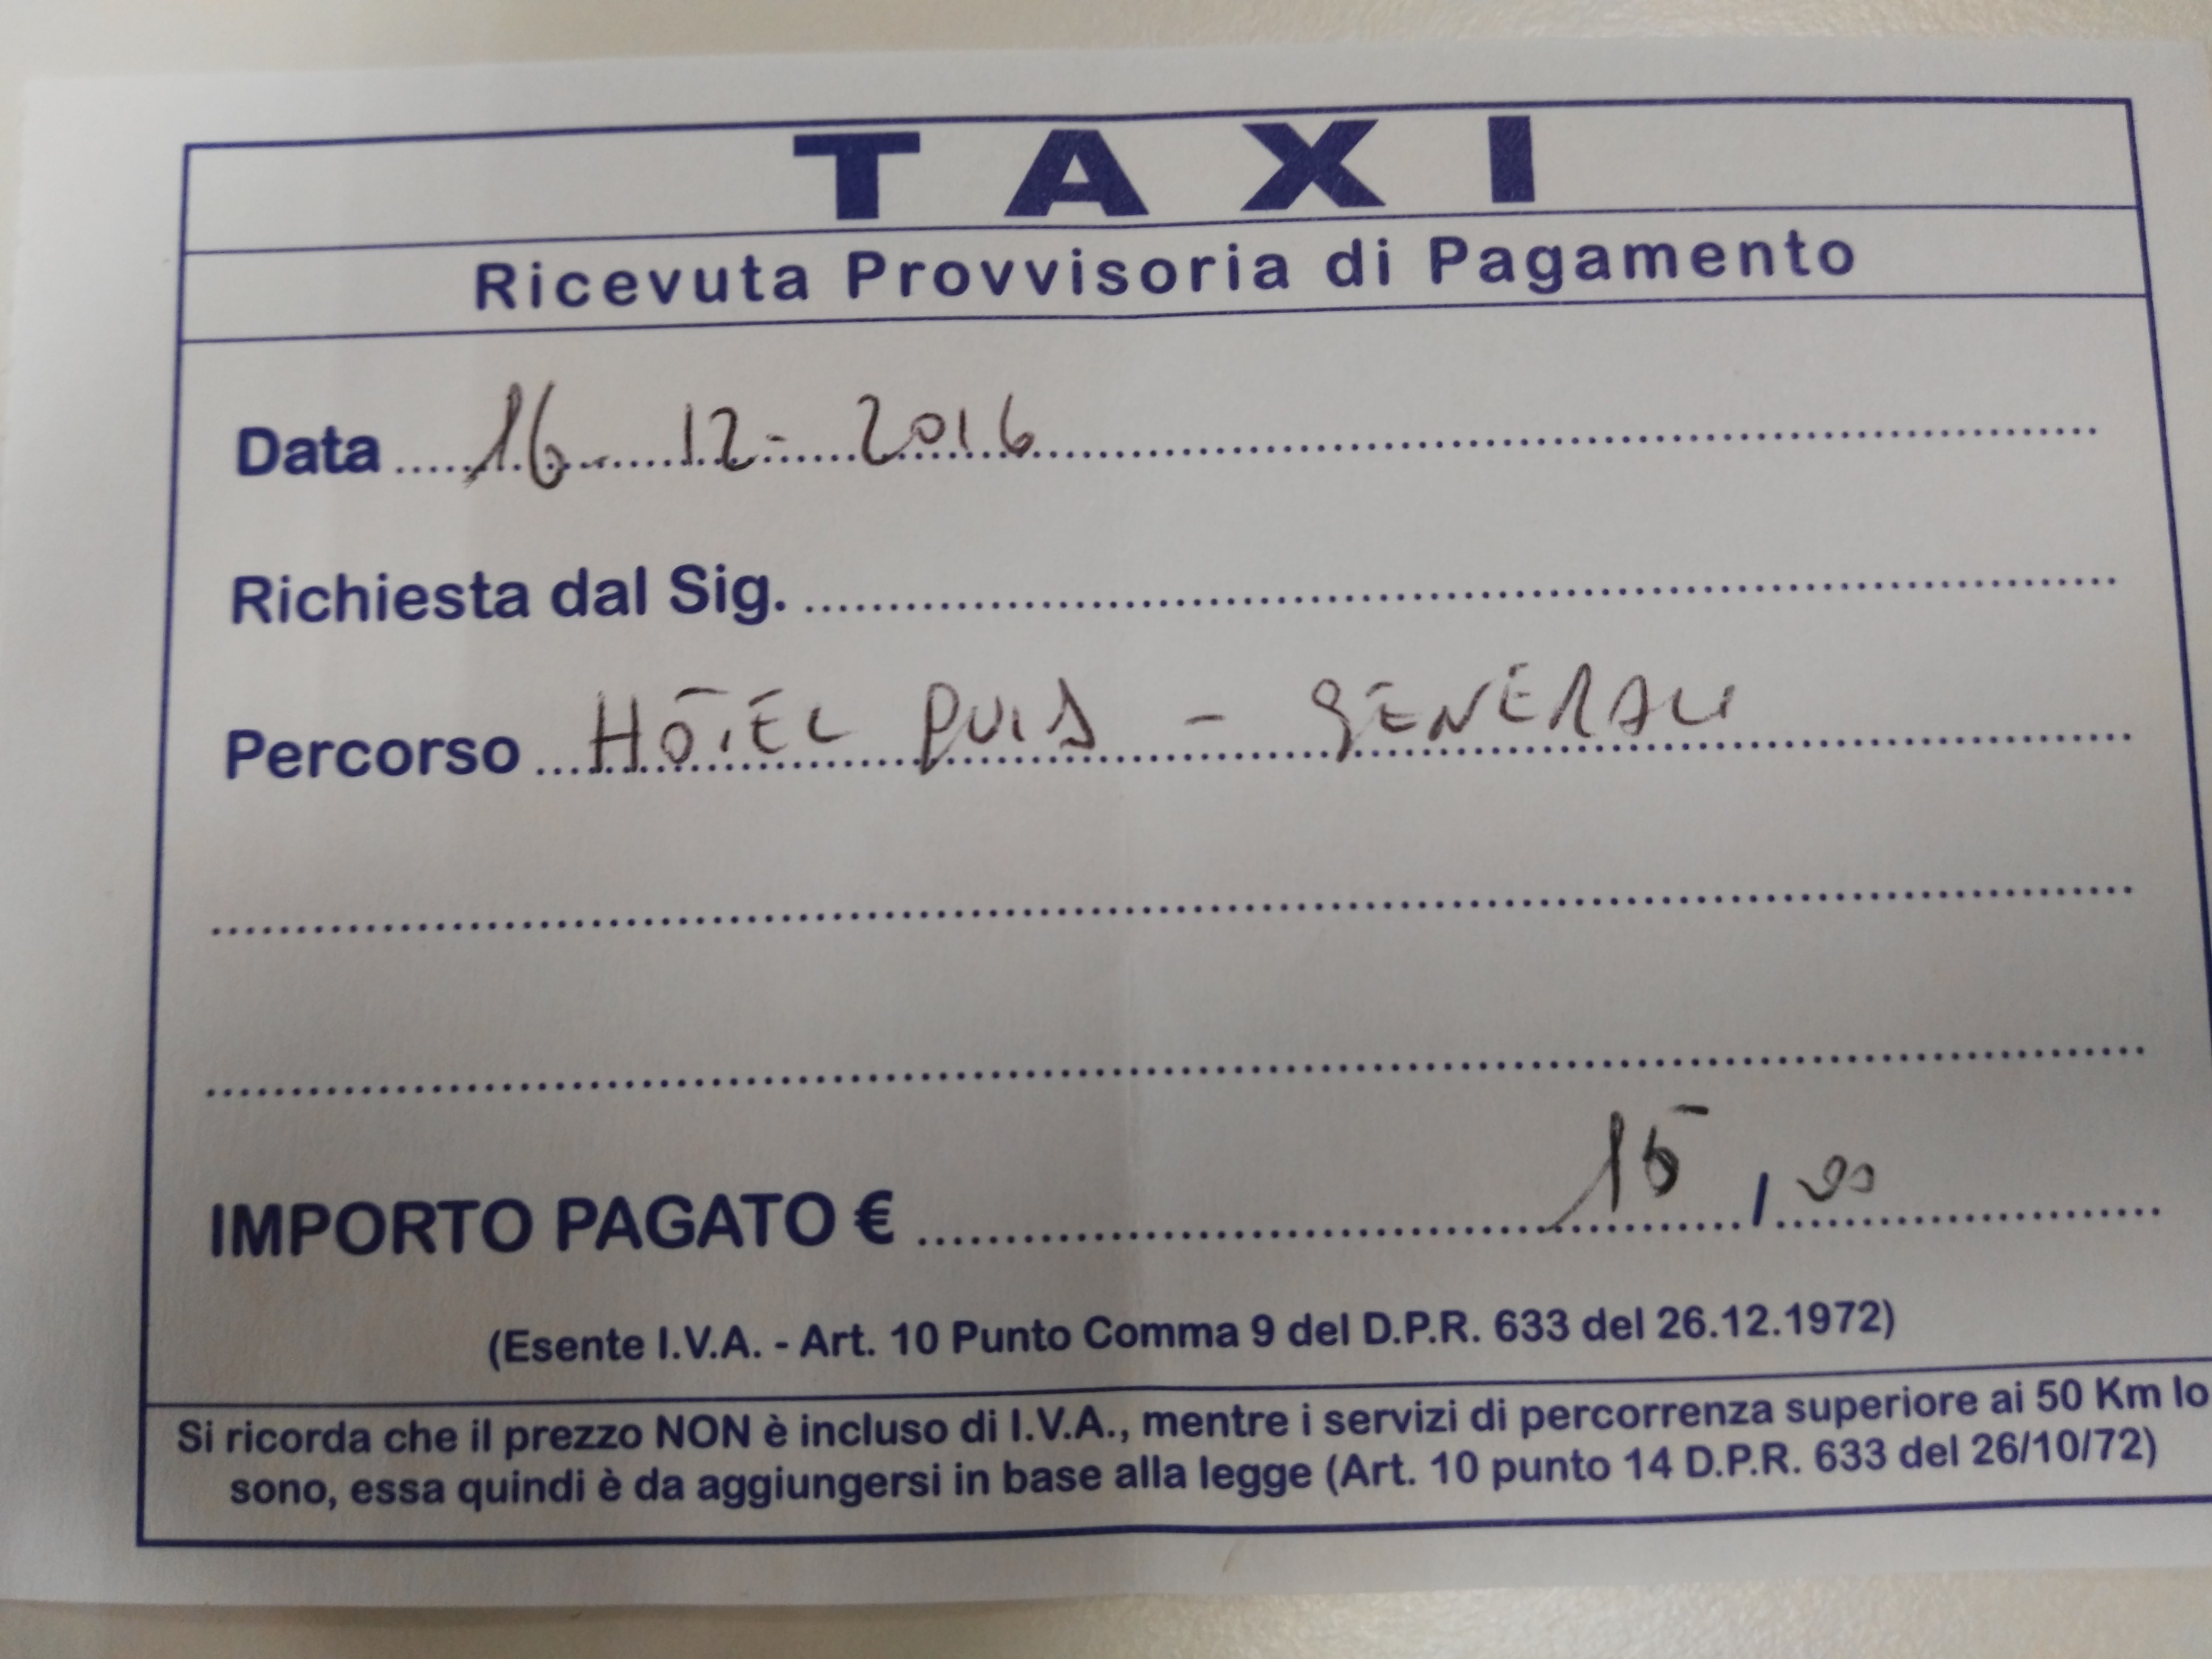 TAXI
Ricevuta Provvisoria di Pagamento
Data 16 - 12 - 2016
Richiesta dal Sig.
Percorso HOTEL - GENERALI
IMPORTO PAGATO € 15,00
(Esente I.V.A. - Art. 10 Punto Comma 9 del D.P.R. 633 del 26.12.1972)
Si ricorda che il prezzo NON è incluso di I.V.A., mentre i servizi di percorrenza superiore ai 50 Km lo
sono, essa quindi è da aggiungersi in base alla legge (Art. 10 punto 14 D.P.R. 633 del 26/10/72)